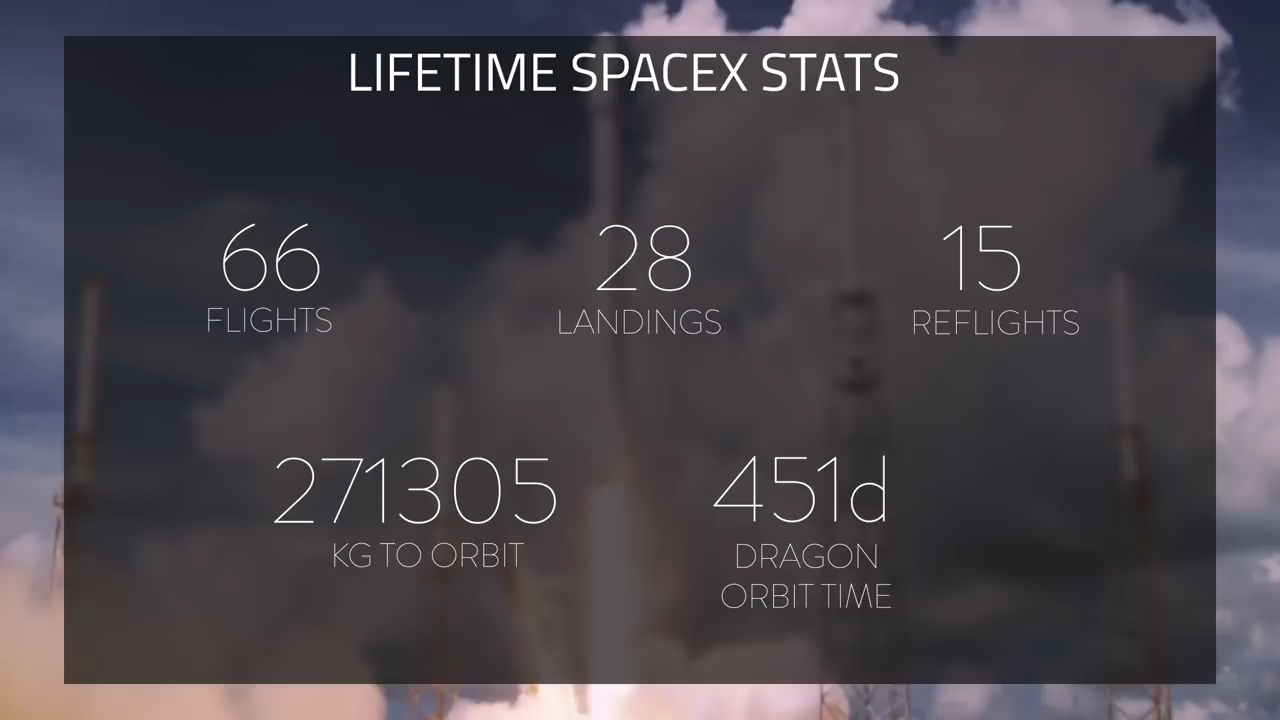 LIFETIME SPACEX STATS
66
FLIGHTS
28
LANDINGS
15
REFLIGHTS
271305
KG TO ORBIT
451d
DRAGON
ORBIT TIME